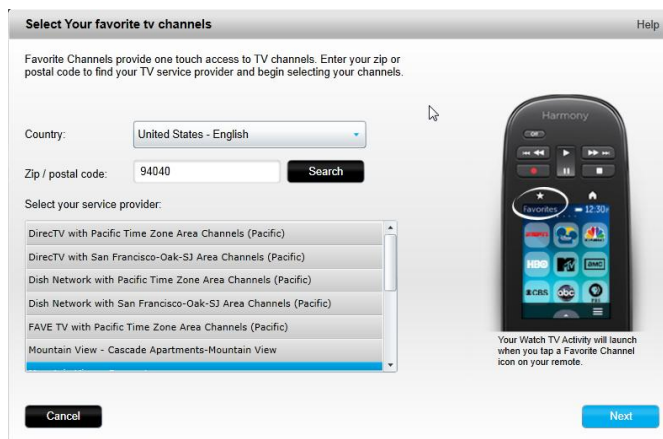 Select Your favorite tv channels
Help
Favorite Channels provide one touch access to TV channels. Enter your zip or
postal code to find your TV service provider and begin selecting your channels.
Country:
United States - English
Zip / postal code:
94040
Search
Select your service provider:
DirecTV with Pacific Time Zone Area Channels (Pacific)
DirecTV with San Francisco-Oak-SJ Area Channels (Pacific)
Dish Network with Pacific Time Zone Area Channels (Pacific)
Dish Network with San Francisco-Oak-SJ Area Channels (Pacific)
FAVE TV with Pacific Time Zone Area Channels (Pacific)
Mountain View - Cascade Apartments-Mountain View
Harmony
Off
Favorites
12:30
HBO
amc
CBS
abc
PBS
Your Watch TV Activity will launch
when you tap a Favorite Channel
icon on your remote.
Cancel
Next